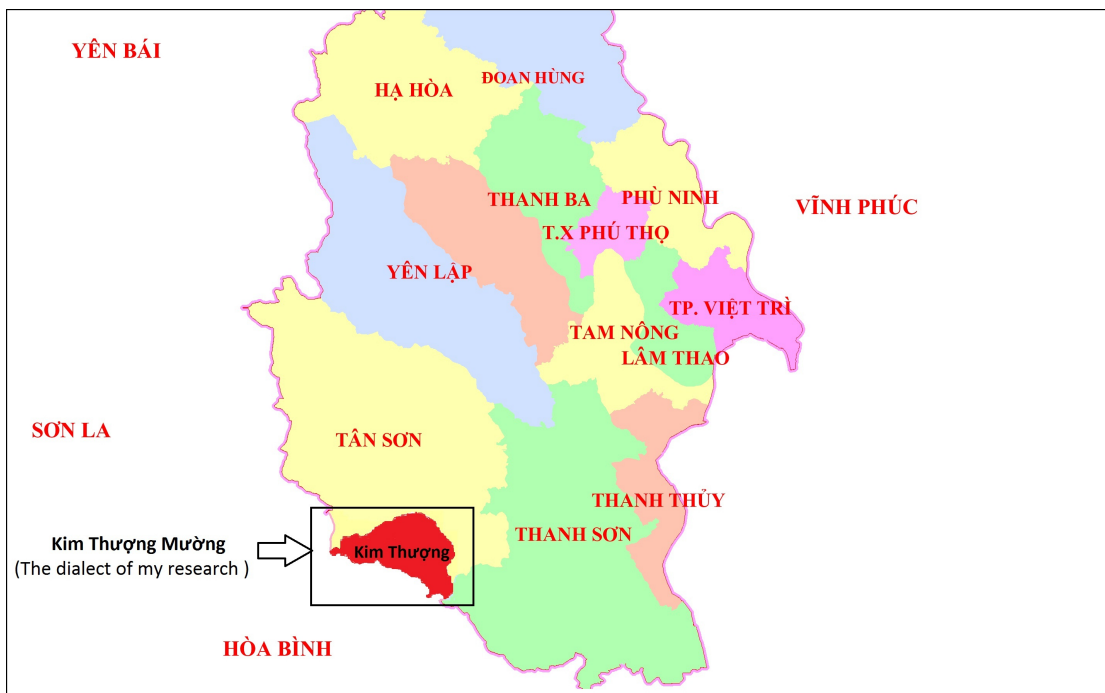 YÊN BÁI
ĐOAN HÙNG
HẠ HÒA
THANH BA
PHÙ NINH
VĨNH PHÚC
T.X PHÚ THỌ
YÊN LẬP
TP. VIỆT TRÌ
TAM NÔNG
LÂM THAO
SƠN LA
TÂN SƠN
THANH THỦY
THANH SƠN
Kim Thượng Mường
(The dialect of my research )
Kim Thượng
HÒA BÌNH